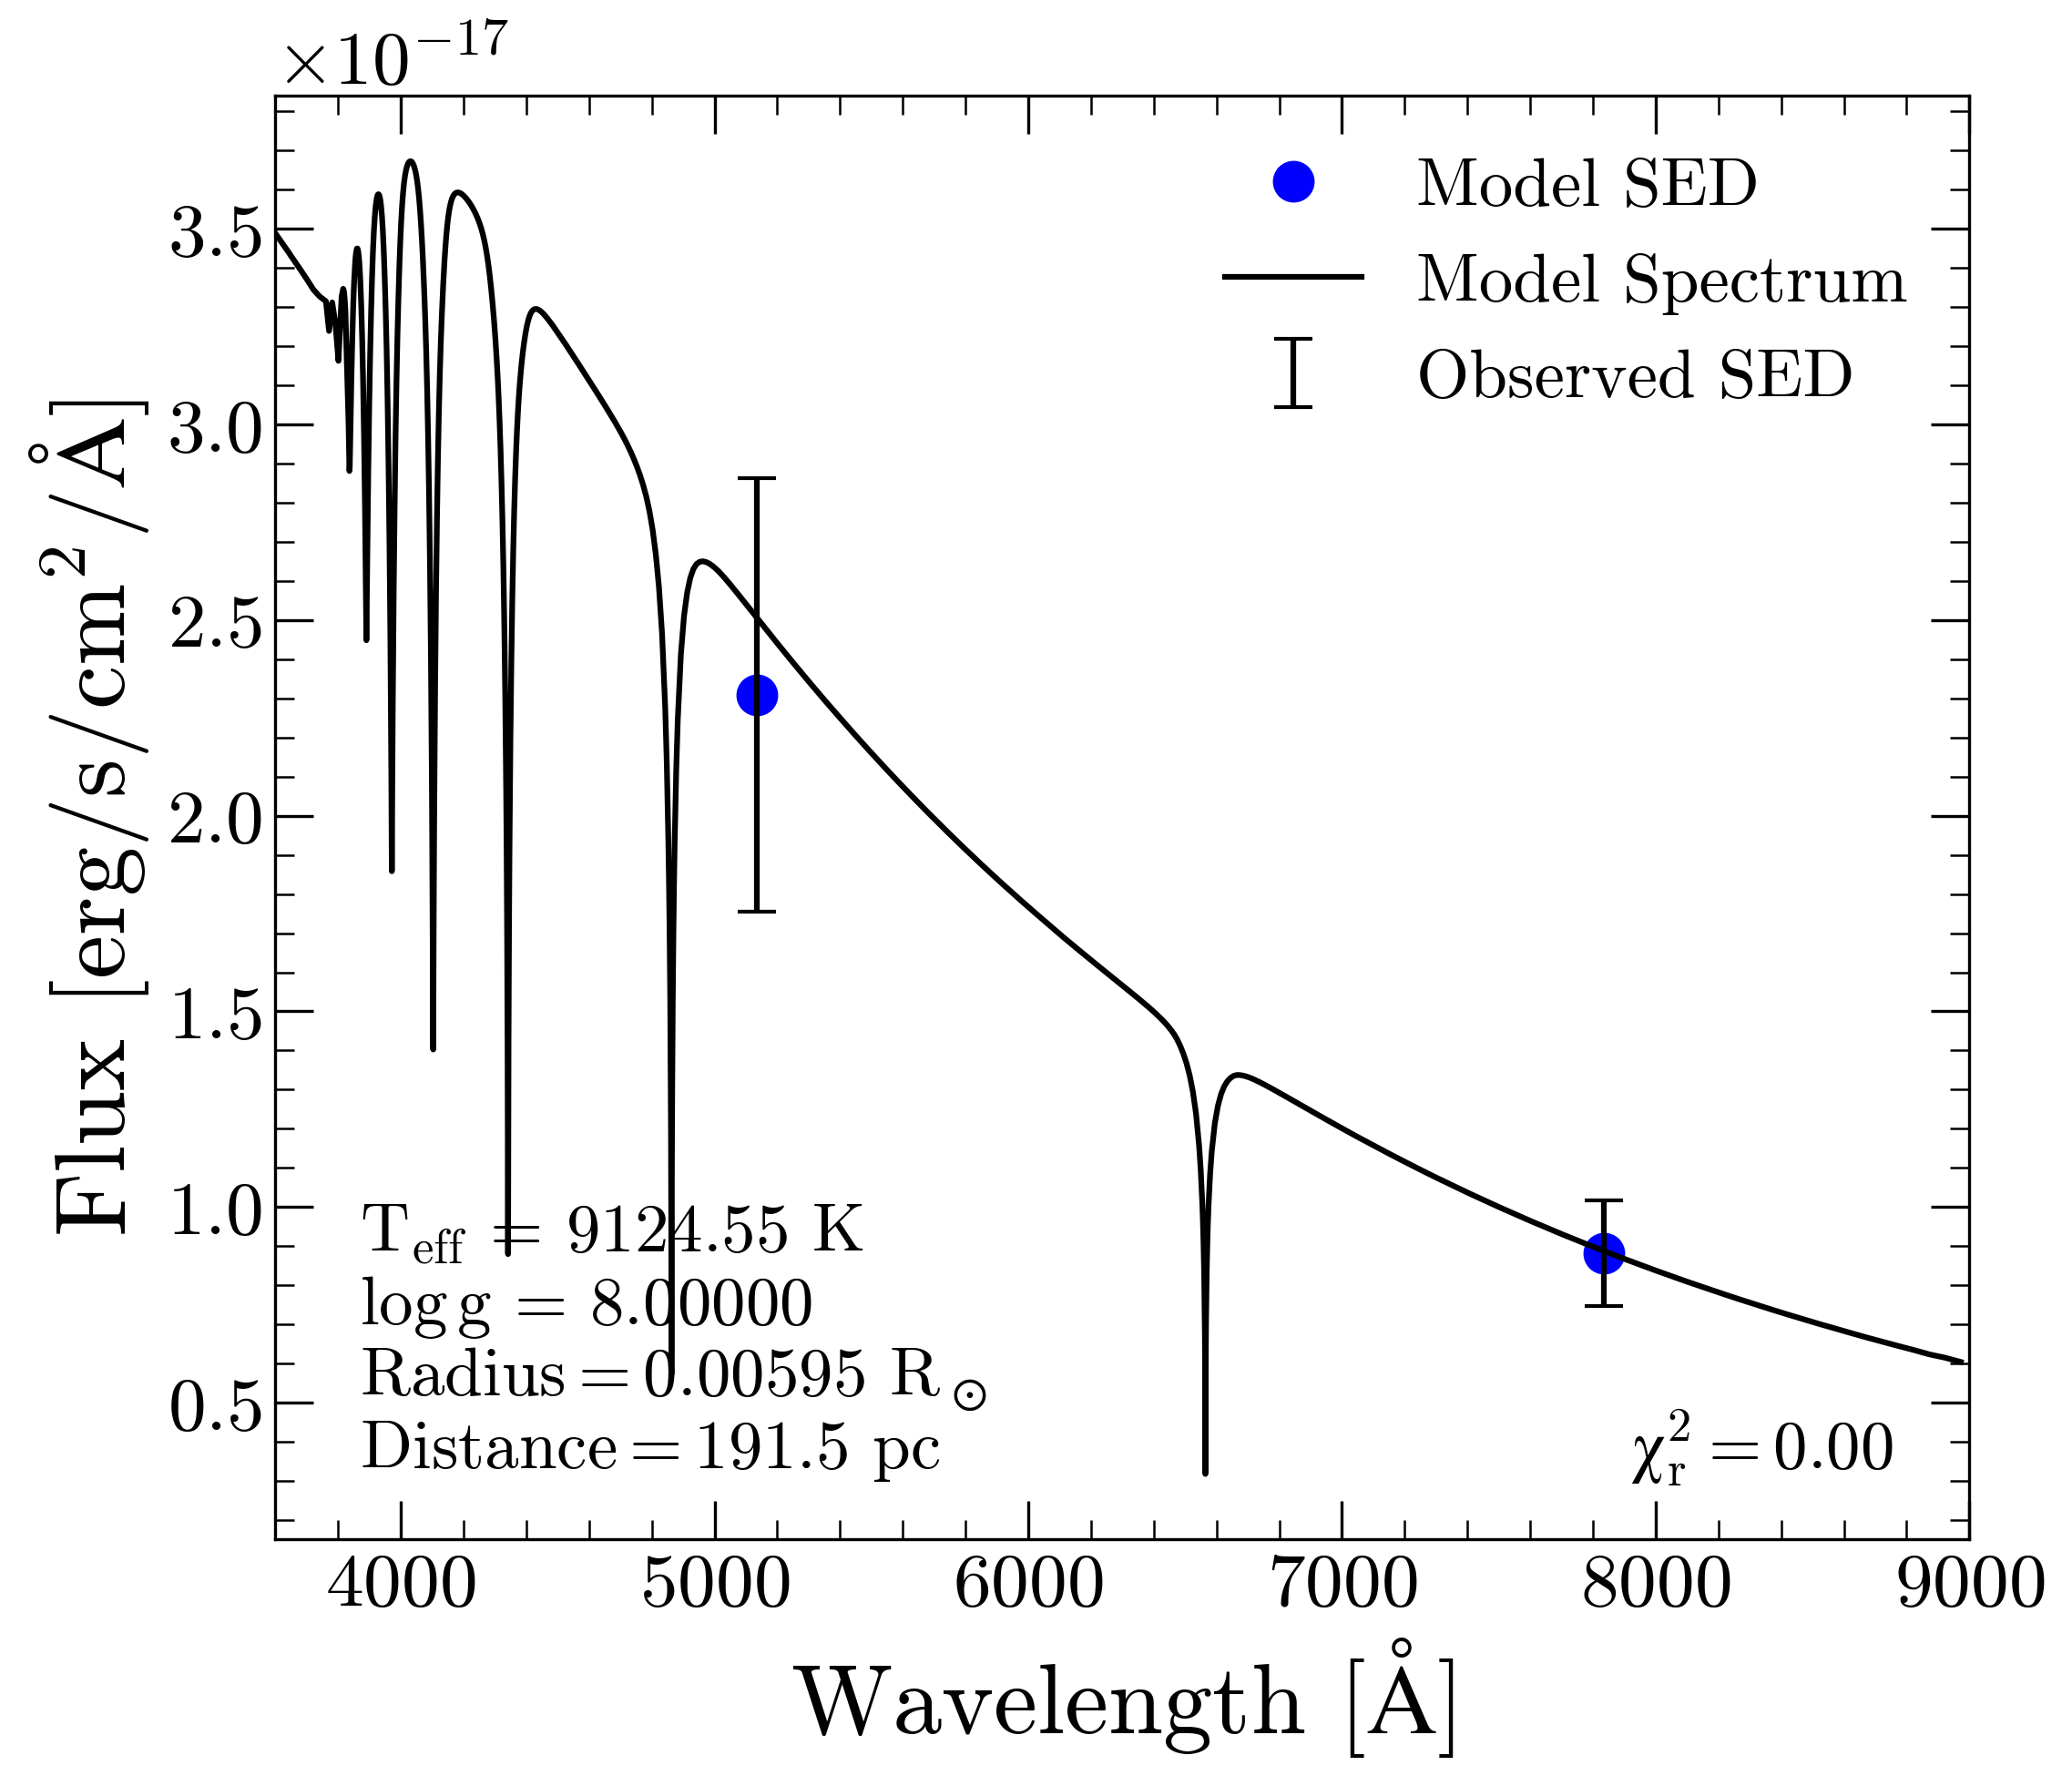 ×10⁻¹⁷
Flux [erg/s/cm²/Å]
3.5
3.0
2.5
2.0
1.5
1.0
0.5
Model SED
Model Spectrum
Observed SED
T_eff = 9124.55 K
log g = 8.00000
Radius = 0.00595 R_⊙
Distance = 191.5 pc
χ²_r = 0.00
4000 5000 6000 7000 8000 9000
Wavelength [Å]